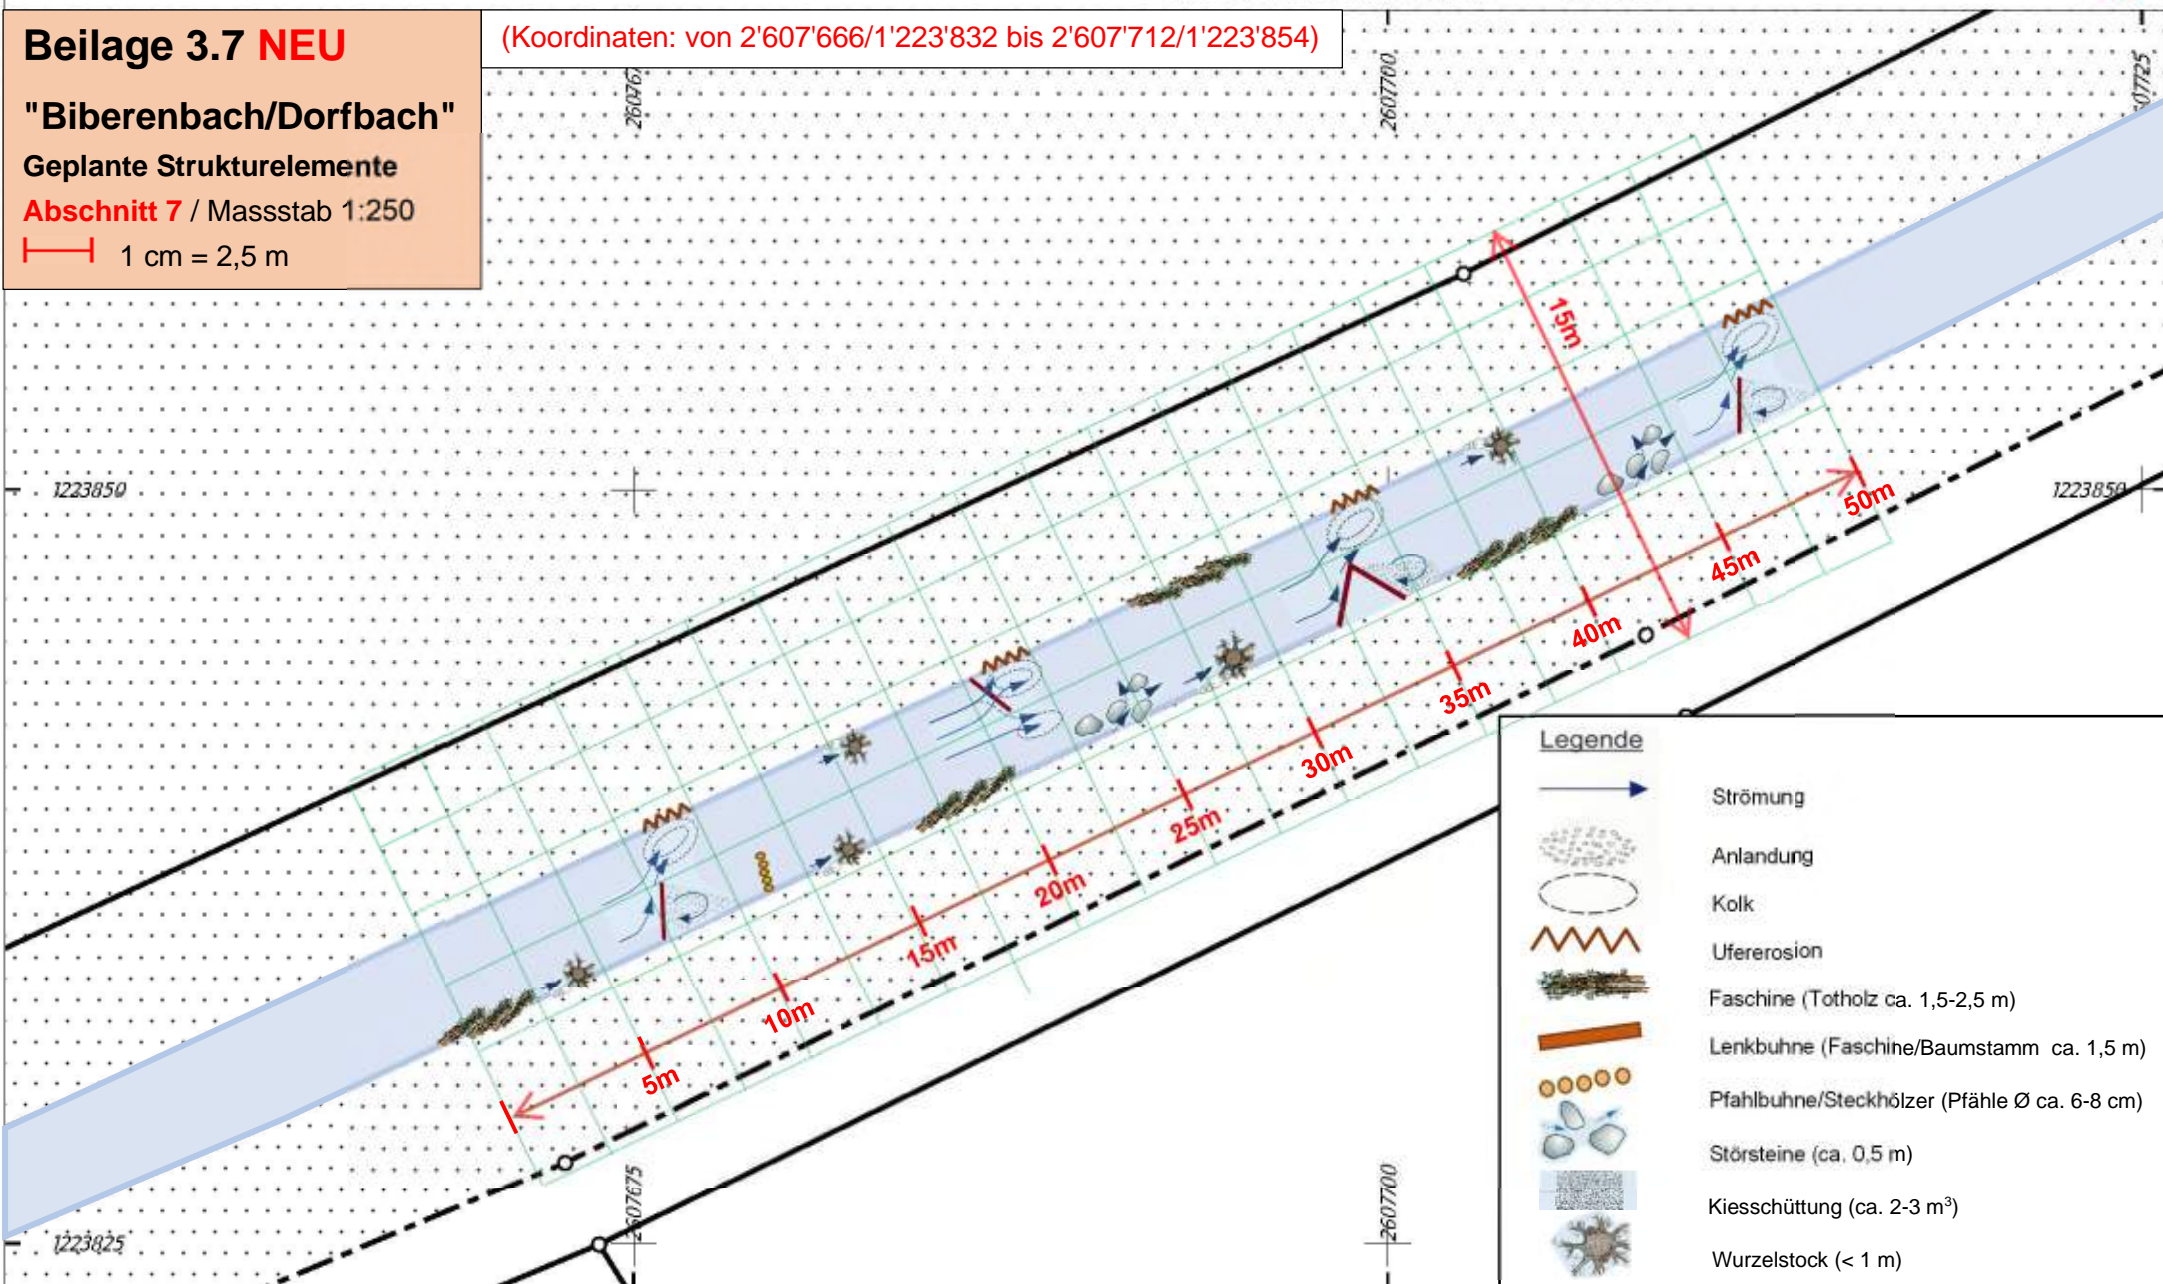 Beilage 3.7 NEU
"Biberenbach/Dorfbach"
Geplante Strukturelemente
Abschnitt 7 / Massstab 1:250
1 cm = 2,5 m
(Koordinaten: von 2'607'666/1'223'832 bis 2'607'712/1'223'854)
2607700
1223850
1223850
15m
50m
45m
40m
35m
30m
25m
20m
15m
10m
5m
2607675
2607700
1223825
Legende
Strömung
Anlandung
Kolk
Ufererosion
Faschine (Totholz ca. 1,5-2,5 m)
Lenkbuhne (Faschine/Baumstamm ca. 1,5 m)
Pfahlbuhne/Steckhölzer (Pfähle Ø ca. 6-8 cm)
Störsteine (ca. 0,5 m)
Kiesschüttung (ca. 2-3 m³)
Wurzelstock (< 1 m)